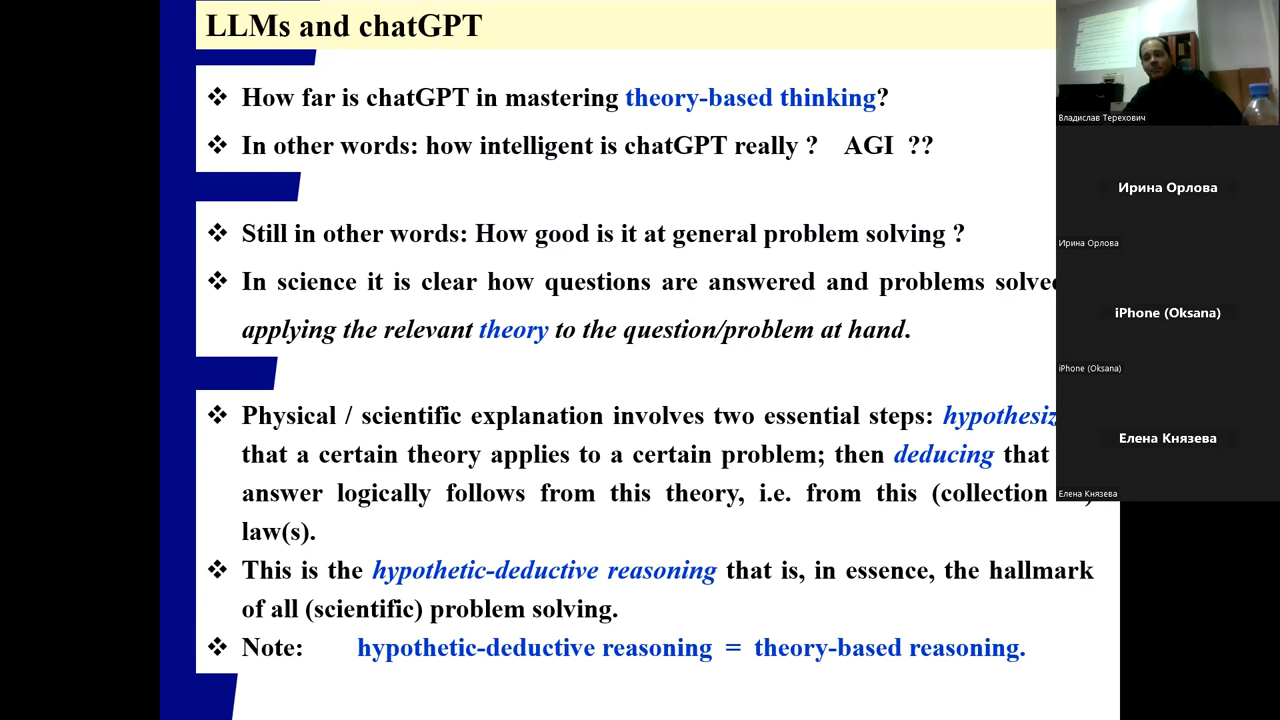 LLMs and chatGPT
❖ How far is chatGPT in mastering theory-based thinking?
❖ In other words: how intelligent is chatGPT really ? AGI ??
❖ Still in other words: How good is it at general problem solving ?
❖ In science it is clear how questions are answered and problems solved
applying the relevant theory to the question/problem at hand.
❖ Physical / scientific explanation involves two essential steps:
that a certain theory applies to a certain problem; then deducing that
answer logically follows from this theory, i.e. from this (collection
law(s).
❖ This is the hypothetic-deductive reasoning that is, in essence, the hallmark
of all (scientific) problem solving.
❖ Note: hypothetic-deductive reasoning = theory-based reasoning.
Владислав Терехович
Ирина Орлова
Ирина Орлова
iPhone (Oksana)
iPhone (Oksana)
Елена Князева
Елена Князева